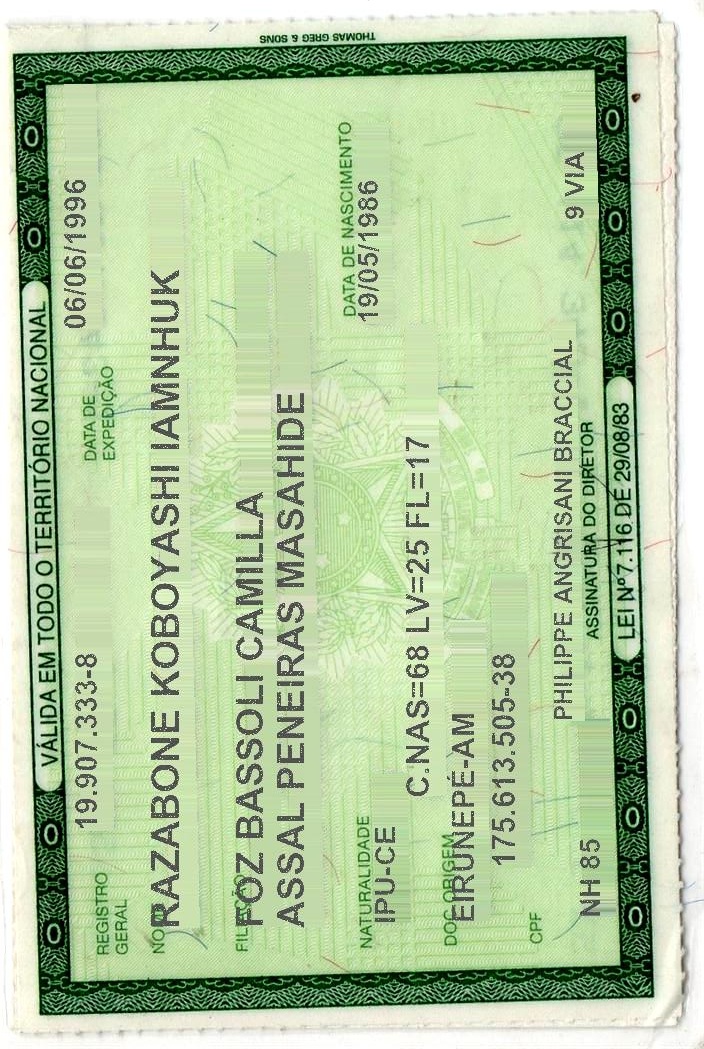 THOMAS GREG & SONS
VÁLIDA EM TODO O TERRITÓRIO NACIONAL
REGISTRO GERAL 19.907.333-8 DATA DE EXPEDIÇÃO 06/06/1996
NOME RAZABONE KOBOYASHI IAMNHUK
FILIAÇÃO FOZ BASSOLI CAMILLA
ASSAL PENEIRAS MASAHIDE
NATURALIDADE DATA DE NASCIMENTO
IPU-CE 19/05/1986
DOC ORIGEM C.NAS=68 LV=25 FL=17
EIRUNEPÉ-AM
CPF 175.613.505-38
NH 85 PHILIPPE ANGRISANI BRACCIAL 9 VIA
ASSINATURA DO DIRETOR
LEI Nº 7.116 DE 29/08/83